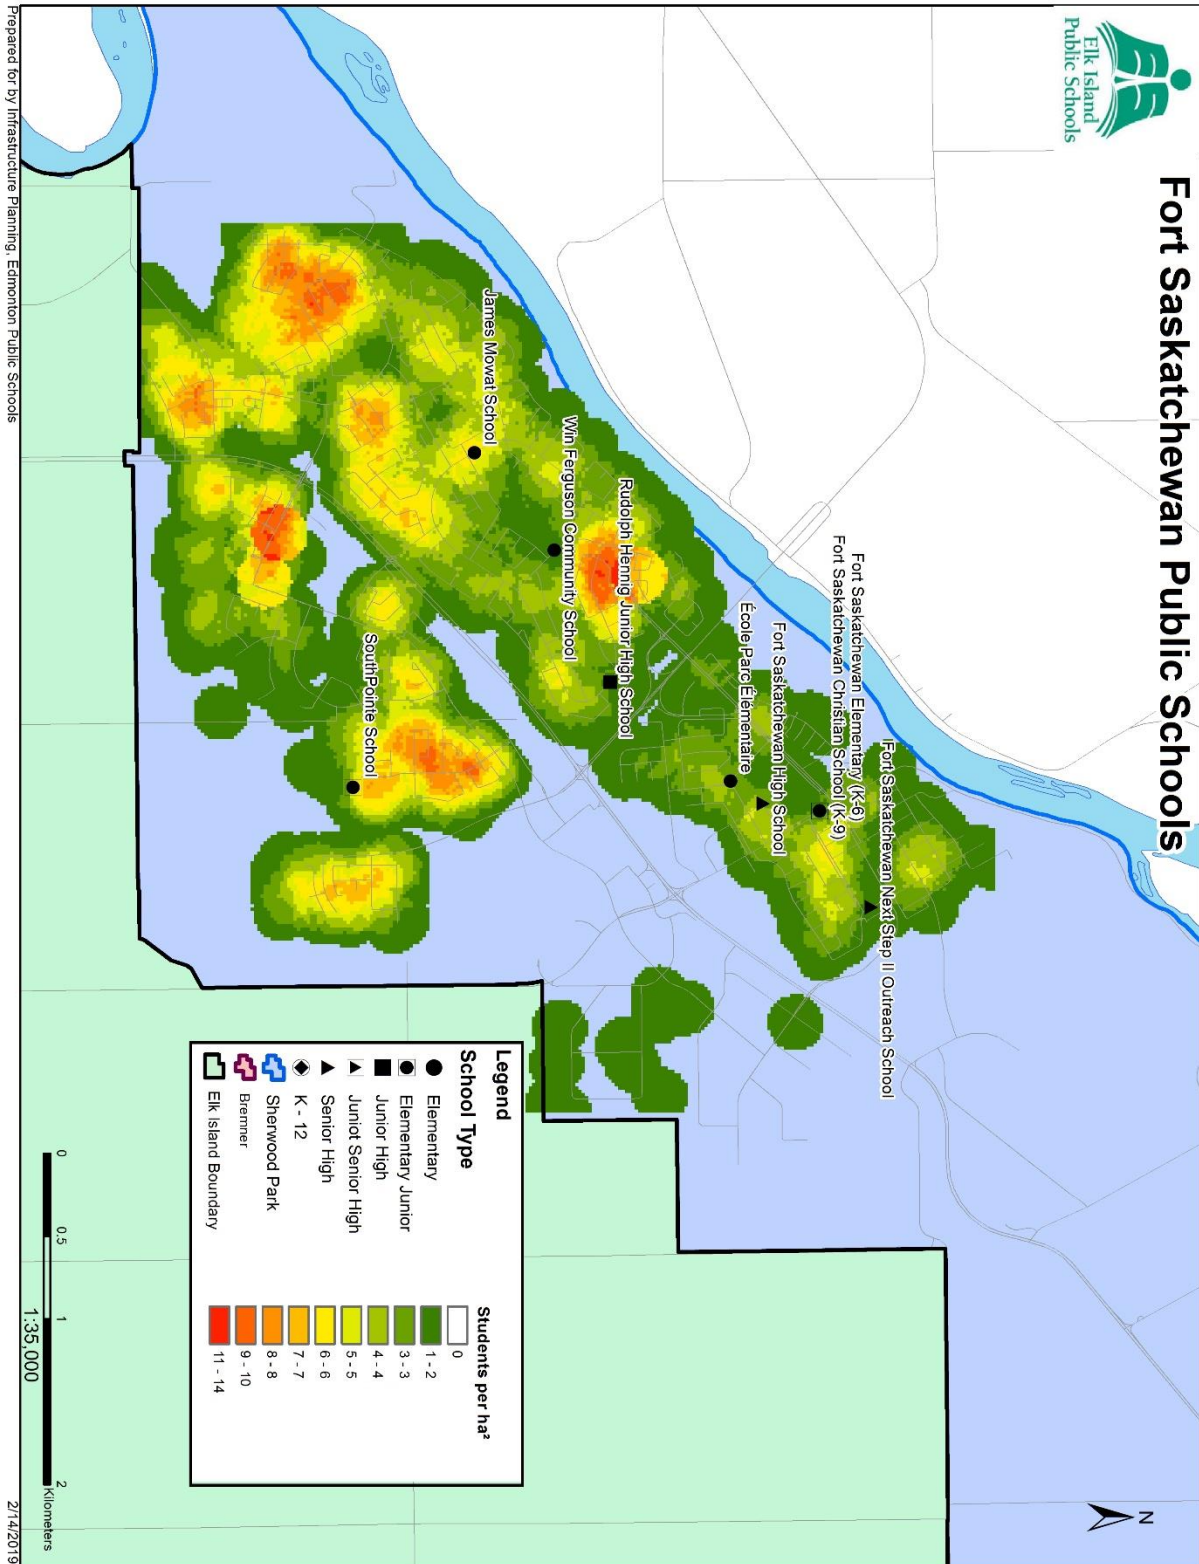 Fort Saskatchewan Public Schools
Elk Island
Public Schools
N
Fort Saskatchewan Next Step II Outreach School
Fort Saskatchewan Elementary (K-6)
Fort Saskatchewan Christian School (K-9)
Fort Saskatchewan High School
École Parc Élémentaire
Rudolph Hennig Junior High School
Win Ferguson Community School
James Mowat School
SouthPointe School
Legend
School Type
Elementary
Elementary Junior
Junior High
Juniot Senior High
Senior High
K - 12
Sherwood Park
Bremner
Elk Island Boundary
Students per ha²
0
1 - 2
3 - 3
4 - 4
5 - 5
6 - 6
7 - 7
8 - 8
9 - 10
11 - 14
0 0.5 1 2
Kilometers
1:35,000
Prepared for by Infrastructure Planning, Edmonton Public Schools
2/14/2019